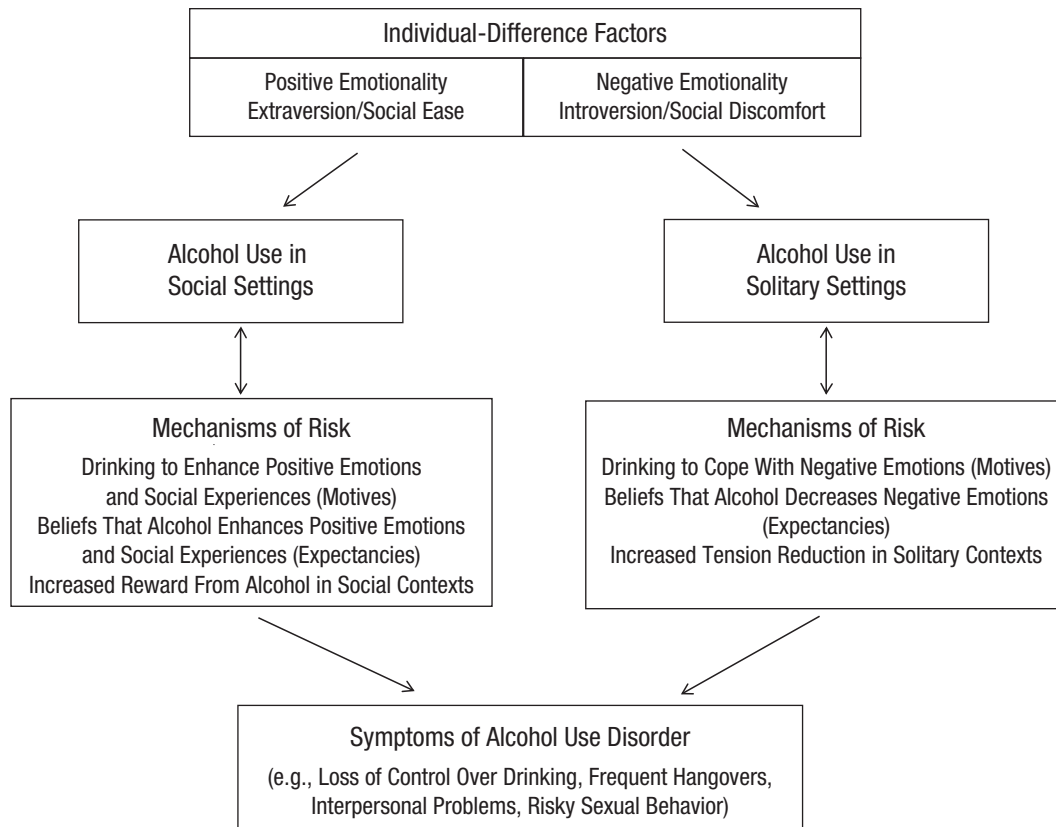 Individual-Difference Factors
Positive Emotionality
Extraversion/Social Ease
Negative Emotionality
Introversion/Social Discomfort
Alcohol Use in
Social Settings
Alcohol Use in
Solitary Settings
Mechanisms of Risk
Drinking to Enhance Positive Emotions
and Social Experiences (Motives)
Beliefs That Alcohol Enhances Positive Emotions
and Social Experiences (Expectancies)
Increased Reward From Alcohol in Social Contexts
Mechanisms of Risk
Drinking to Cope With Negative Emotions (Motives)
Beliefs That Alcohol Decreases Negative Emotions
(Expectancies)
Increased Tension Reduction in Solitary Contexts
Symptoms of Alcohol Use Disorder
(e.g., Loss of Control Over Drinking, Frequent Hangovers,
Interpersonal Problems, Risky Sexual Behavior)